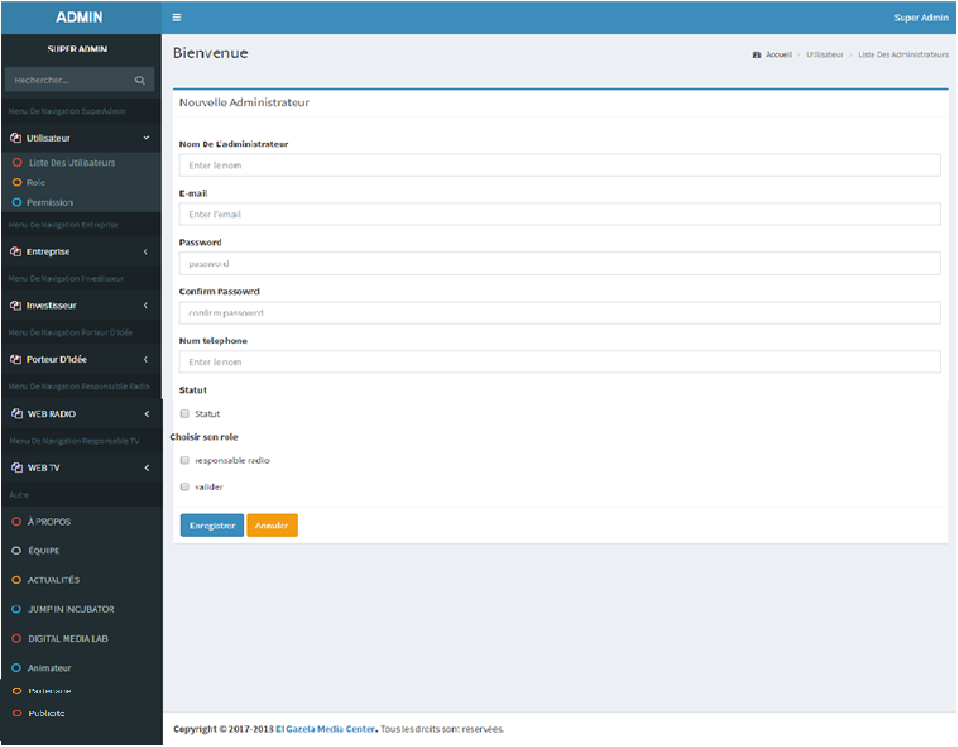 ADMIN
Super Admin
SUPER ADMIN
Rechercher...
Menu De Navigation SuperAdmin
Utilisateur
Liste Des Utilisateurs
Role
Permission
Menu De Navigation Entreprise
Entreprise
Menu De Navigation Investisseur
Investisseur
Menu De Navigation Porteur D'idée
Porteur D'Idée
Menu De Navigation Responsable Radio
WEB RADIO
Menu De Navigation Responsable TV
WEB TV
Autre
À PROPOS
ÉQUIPE
ACTUALITÉS
JUMP IN INCUBATOR
DIGITAL MEDIA LAB
Animateur
Partenaire
Publicite
Bienvenue
Accueil > Utilisateur > Liste Des Administrateurs
Nouvelle Administrateur
Nom De L'administrateur
Enter le nom
E-mail
Enter l'email
Password
password
Confirm Passowrd
confirm passowrd
Num telephone
Enter le nom
Statut
Statut
Choisir son role
responsable radio
valider
Enregistrer Annuler
Copyright © 2017-2018 El Gazela Media Center. Tous les droits sont reservées.